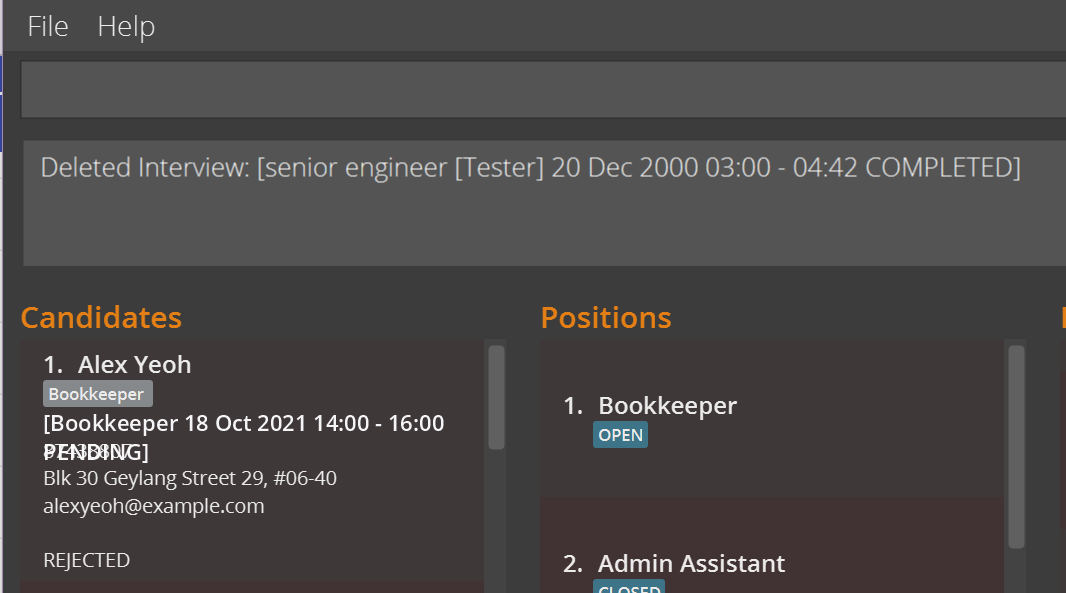 File Help
Deleted Interview: [senior engineer [Tester] 20 Dec 2000 03:00 - 04:42 COMPLETED]
Candidates
1. Alex Yeoh
Bookkeeper
[Bookkeeper 18 Oct 2021 14:00 - 16:00
PENDING]
Blk 30 Geylang Street 29, #06-40
alexyeoh@example.com
REJECTED
Positions
1. Bookkeeper
OPEN
2. Admin Assistant
CLOSED